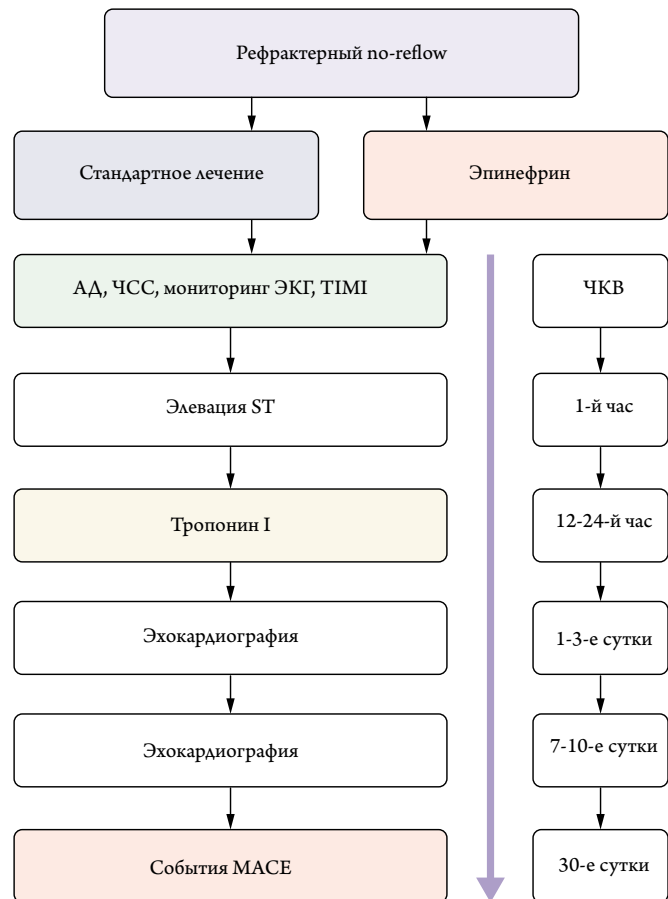 Рефрактерный no-reflow
Стандартное лечение
Эпинефрин
АД, ЧСС, мониторинг ЭКГ, TIMI
ЧКВ
Элевация ST
1-й час
Тропонин I
12-24-й час
Эхокардиография
1-3-е сутки
Эхокардиография
7-10-е сутки
События MACE
30-е сутки